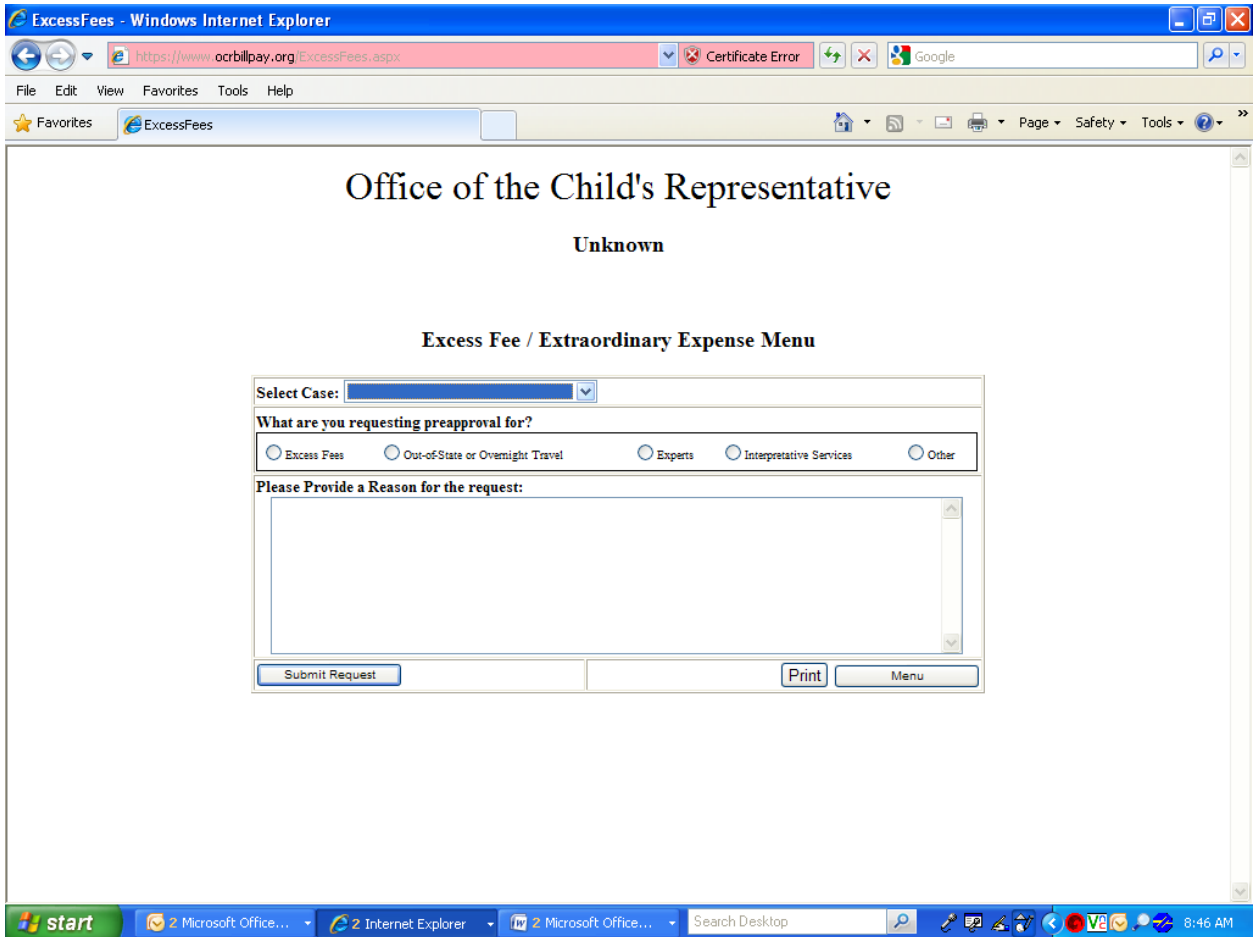 ExcessFees - Windows Internet Explorer
https://www.ocrbillpay.org/ExcessFees.aspx Certificate Error Google
File Edit View Favorites Tools Help
Favorites ExcessFees Page Safety Tools »
Office of the Child's Representative
Unknown
Excess Fee / Extraordinary Expense Menu
Select Case:
What are you requesting preapproval for?
Excess Fees Out-of-State or Overnight Travel Experts Interpretative Services Other
Please Provide a Reason for the request:
Submit Request Print Menu
start 2 Microsoft Office... 2 Internet Explorer 2 Microsoft Office... Search Desktop 8:46 AM